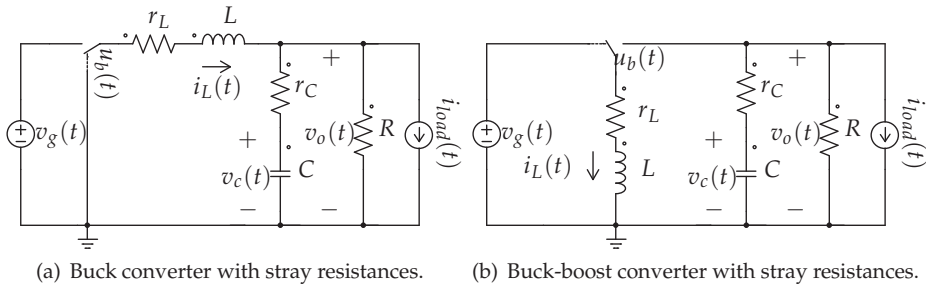 r_L L
u_b(t)
i_L(t)
+
r_C
v_g(t)
+
v_c(t)
C
v_o(t)
R
i_load(t)
−
−
(a) Buck converter with stray resistances.
u_b(t)
+
r_C
r_L
v_g(t)
i_L(t)
L
+
v_c(t)
C
v_o(t)
R
i_load(t)
−
−
(b) Buck-boost converter with stray resistances.